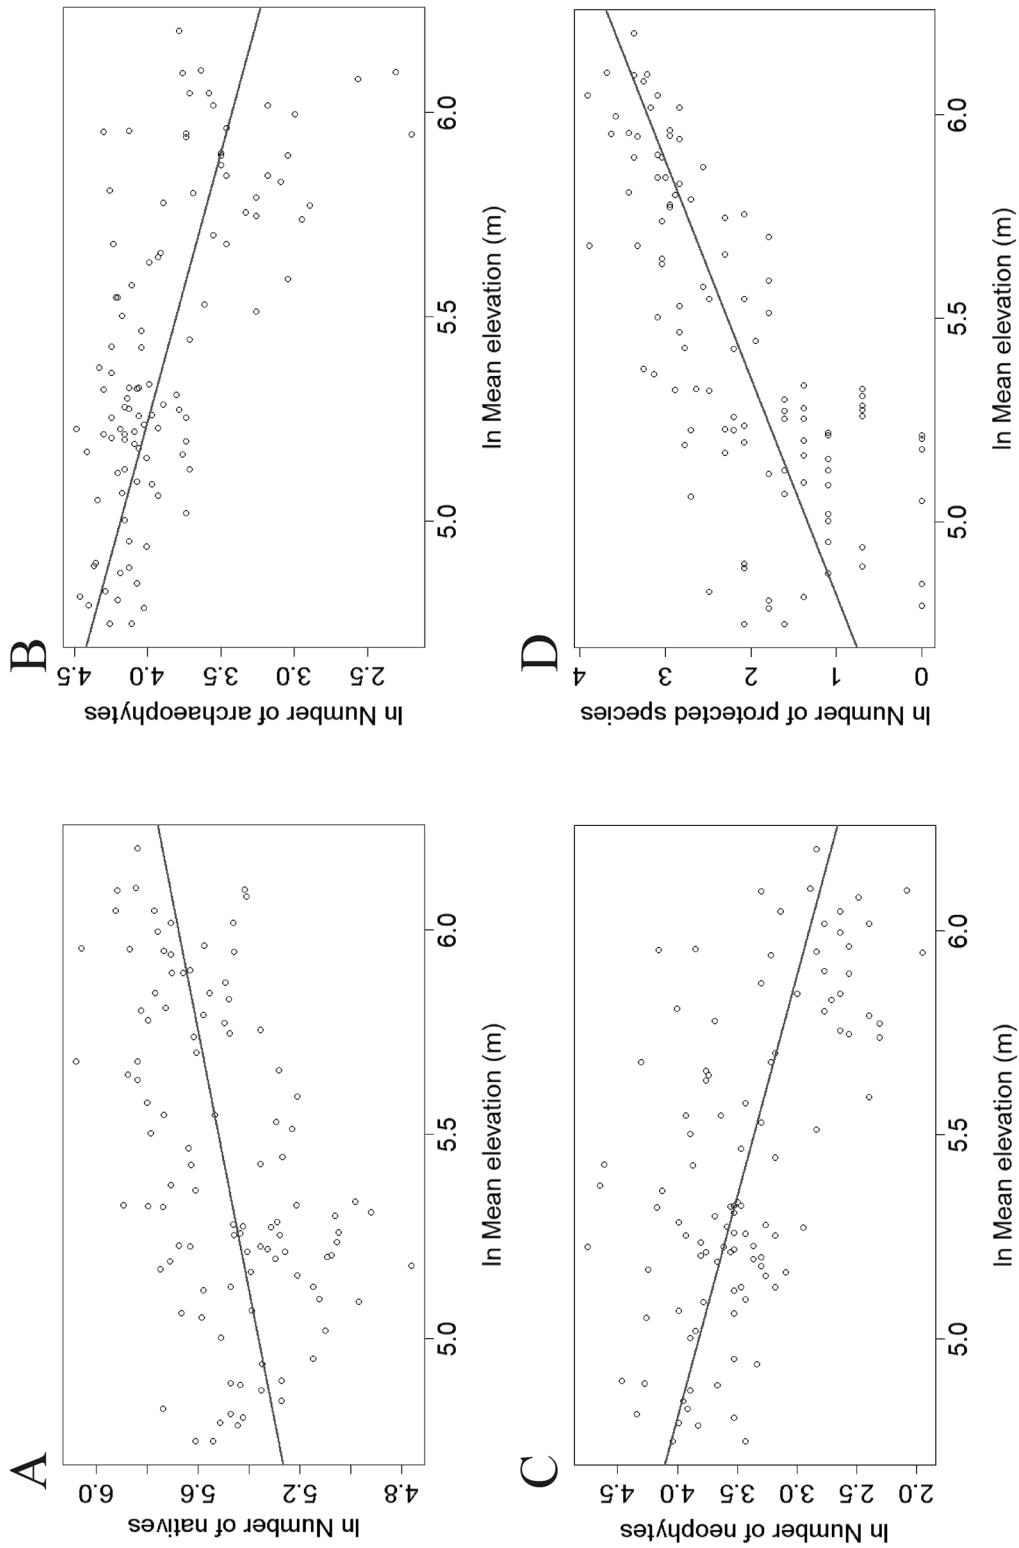 A
ln Number of natives
6.0
5.6
5.2
4.8
5.0
5.5
6.0
ln Mean elevation (m)
B
ln Number of archaeophytes
4.5
4.0
3.5
3.0
2.5
5.0
5.5
6.0
ln Mean elevation (m)
C
ln Number of neophytes
4.5
4.0
3.5
3.0
2.5
2.0
5.0
5.5
6.0
ln Mean elevation (m)
D
ln Number of protected species
4
3
2
1
0
5.0
5.5
6.0
ln Mean elevation (m)